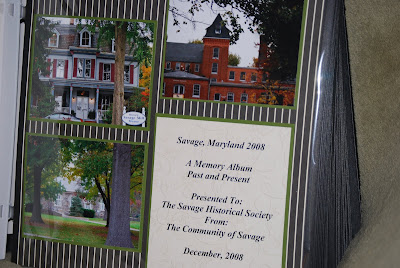 Savage, Maryland 2008
A Memory Album
Past and Present
Presented To:
The Savage Historical Society
From:
The Community of Savage
December, 2008